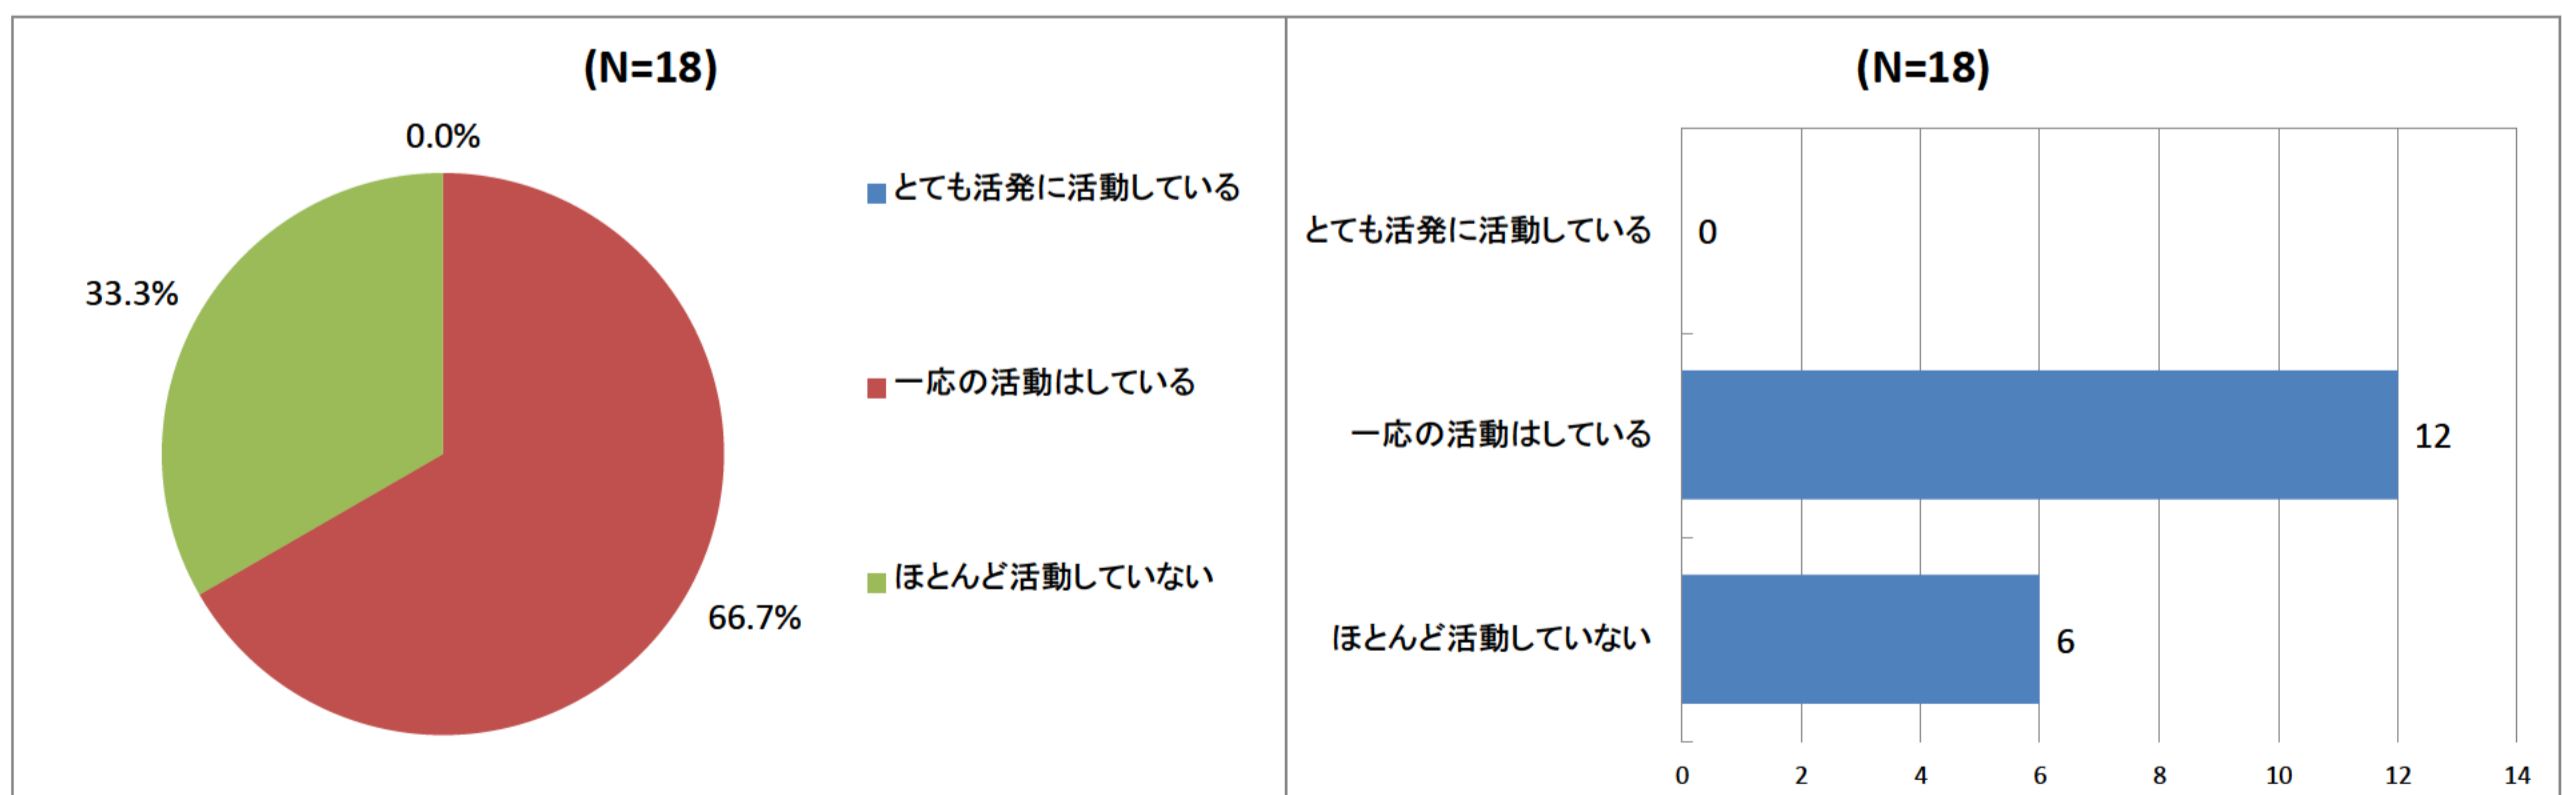 (N=18)
0.0%
33.3%
66.7%
とても活発に活動している
一応の活動はしている
ほとんど活動していない
(N=18)
とても活発に活動している 0
一応の活動はしている 12
ほとんど活動していない 6
0 2 4 6 8 10 12 14